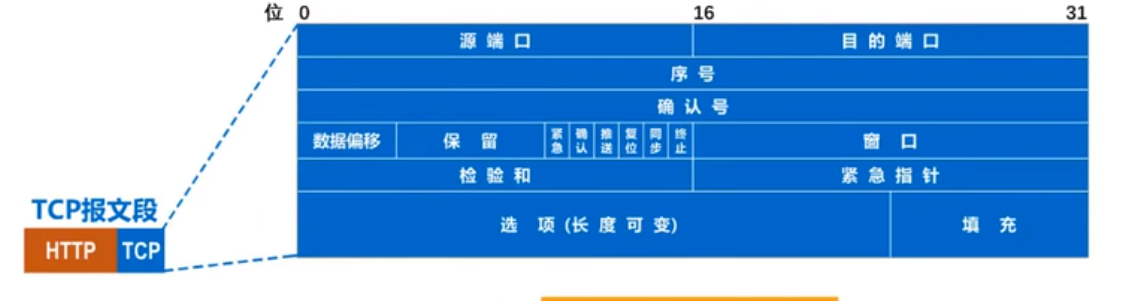 位 0 16 31
源 端 口 目 的 端 口
序 号
确 认 号
数据偏移 保 留 紧急 确认 推送 复位 同步 终止 窗 口
检 验 和 紧 急 指 针
选 项 (长 度 可 变) 填 充
TCP报文段
HTTP TCP